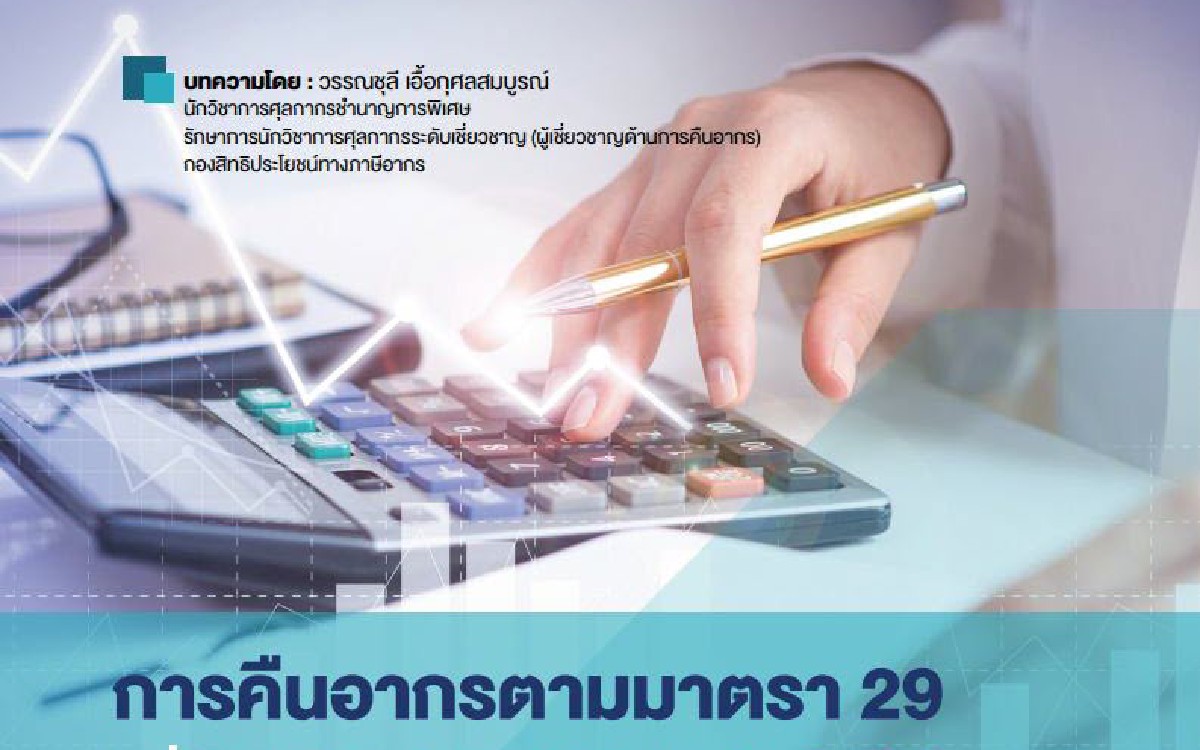 บทความโดย : วรรณชุลี เอื้อกุศลสมบูรณ์
นักวิชาการศุลกากรชำนาญการพิเศษ
รักษาการนักวิชาการศุลกากรระดับเชี่ยวชาญ (ผู้เชี่ยวชาญด้านการคืนอากร)
กองสิทธิประโยชน์ทางภาษีอากร
การคืนอากรตามมาตรา 29